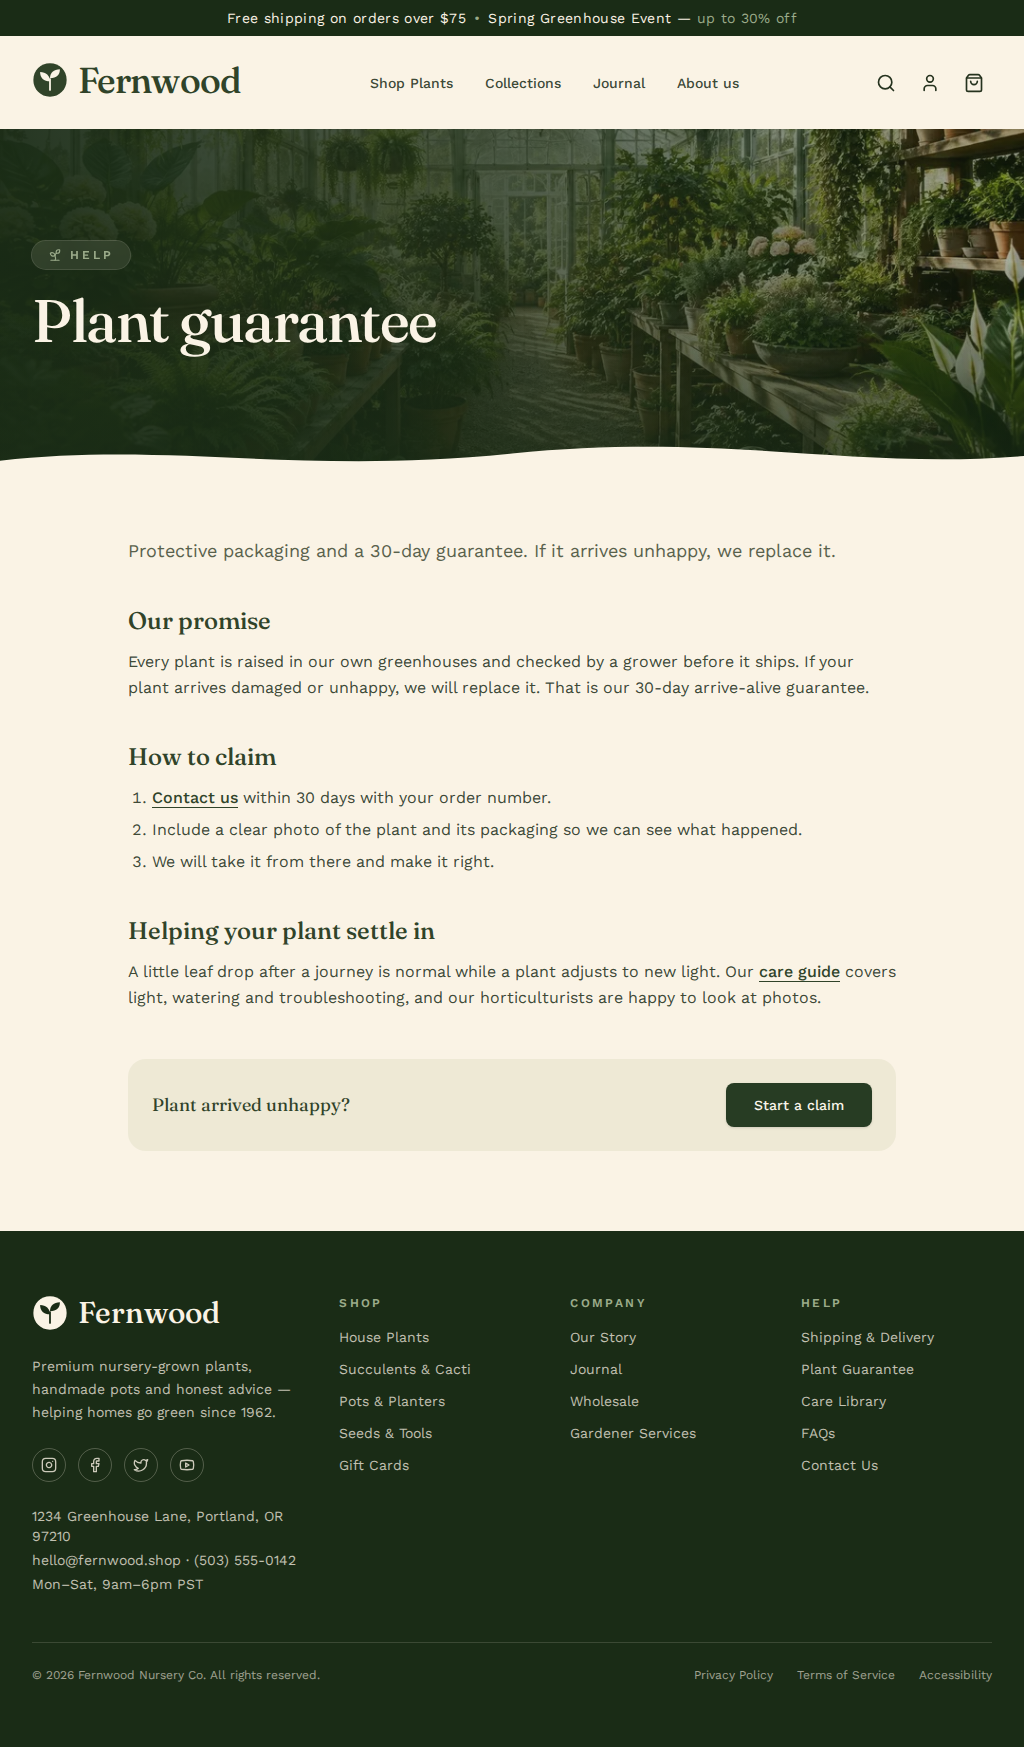 Free shipping on orders over $75 • Spring Greenhouse Event — up to 30% off
Fernwood
Shop Plants
Collections
Journal
About us
HELP
Plant guarantee
Protective packaging and a 30-day guarantee. If it arrives unhappy, we replace it.
Our promise
Every plant is raised in our own greenhouses and checked by a grower before it ships. If your
plant arrives damaged or unhappy, we will replace it. That is our 30-day arrive-alive guarantee.
How to claim
1. Contact us within 30 days with your order number.
2. Include a clear photo of the plant and its packaging so we can see what happened.
3. We will take it from there and make it right.
Helping your plant settle in
A little leaf drop after a journey is normal while a plant adjusts to new light. Our care guide covers
light, watering and troubleshooting, and our horticulturists are happy to look at photos.
Plant arrived unhappy?
Start a claim
Fernwood
Premium nursery-grown plants,
handmade pots and honest advice —
helping homes go green since 1962.
1234 Greenhouse Lane, Portland, OR
97210
hello@fernwood.shop · (503) 555-0142
Mon–Sat, 9am–6pm PST
SHOP
House Plants
Succulents & Cacti
Pots & Planters
Seeds & Tools
Gift Cards
COMPANY
Our Story
Journal
Wholesale
Gardener Services
HELP
Shipping & Delivery
Plant Guarantee
Care Library
FAQs
Contact Us
© 2026 Fernwood Nursery Co. All rights reserved.
Privacy Policy
Terms of Service
Accessibility